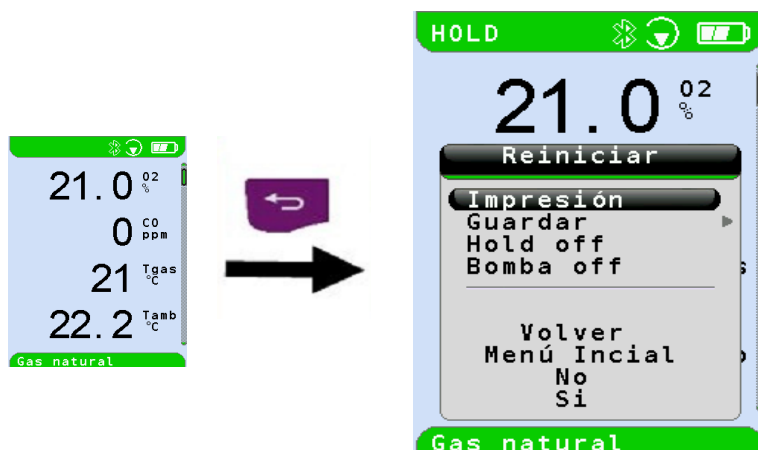 21.0 O2 %
0 CO ppm
21 Tgas °C
22.2 Tamb °C
Gas natural
HOLD
21.0 O2 %
Reiniciar
Impresión
Guardar
Hold off
Bomba off
Volver
Menú Incial
No
Si
Gas natural